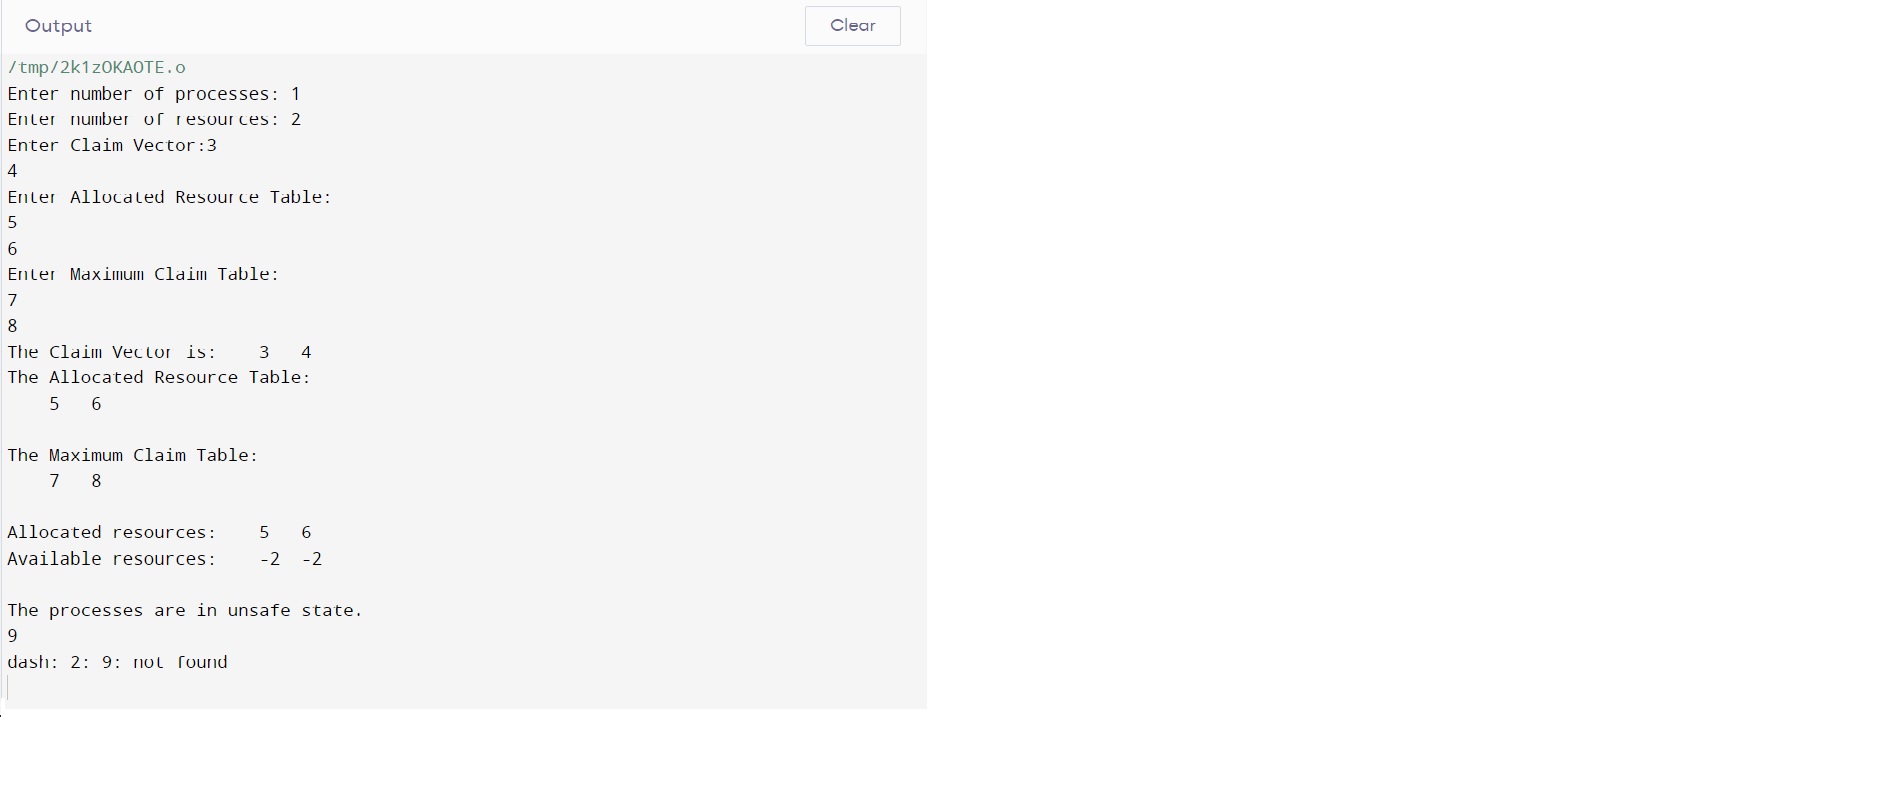 Output
Clear
/tmp/2k1zOKAOTE.o
Enter number of processes: 1
Enter number of resources: 2
Enter Claim Vector:3
4
Enter Allocated Resource Table:
5
6
Enter Maximum Claim Table:
7
8
The Claim Vector is:    3   4
The Allocated Resource Table:
    5   6
The Maximum Claim Table:
    7   8
Allocated resources:    5   6
Available resources:    -2  -2
The processes are in unsafe state.
9
dash: 2: 9: not found